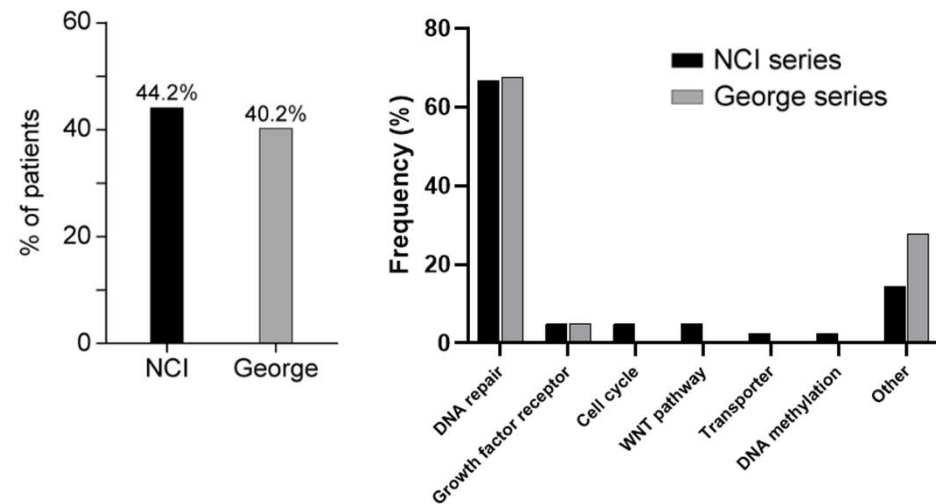 % of patients
60
40
20
0
44.2%
40.2%
NCI
George
Frequency (%)
80
60
40
20
0
NCI series
George series
DNA repair
Growth factor receptor
Cell cycle
WNT pathway
Transporter
DNA methylation
Other